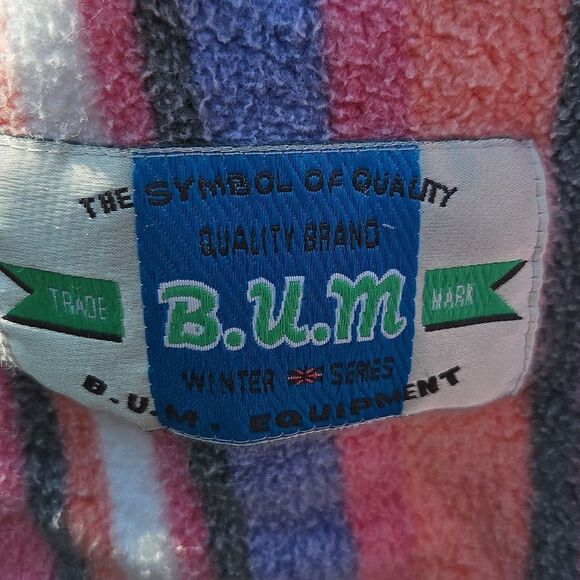 THE SYMBOL OF QUALITY
QUALITY BRAND
TRADE B.U.M MARK
WINTER SERIES
B.U.M. EQUIPMENT